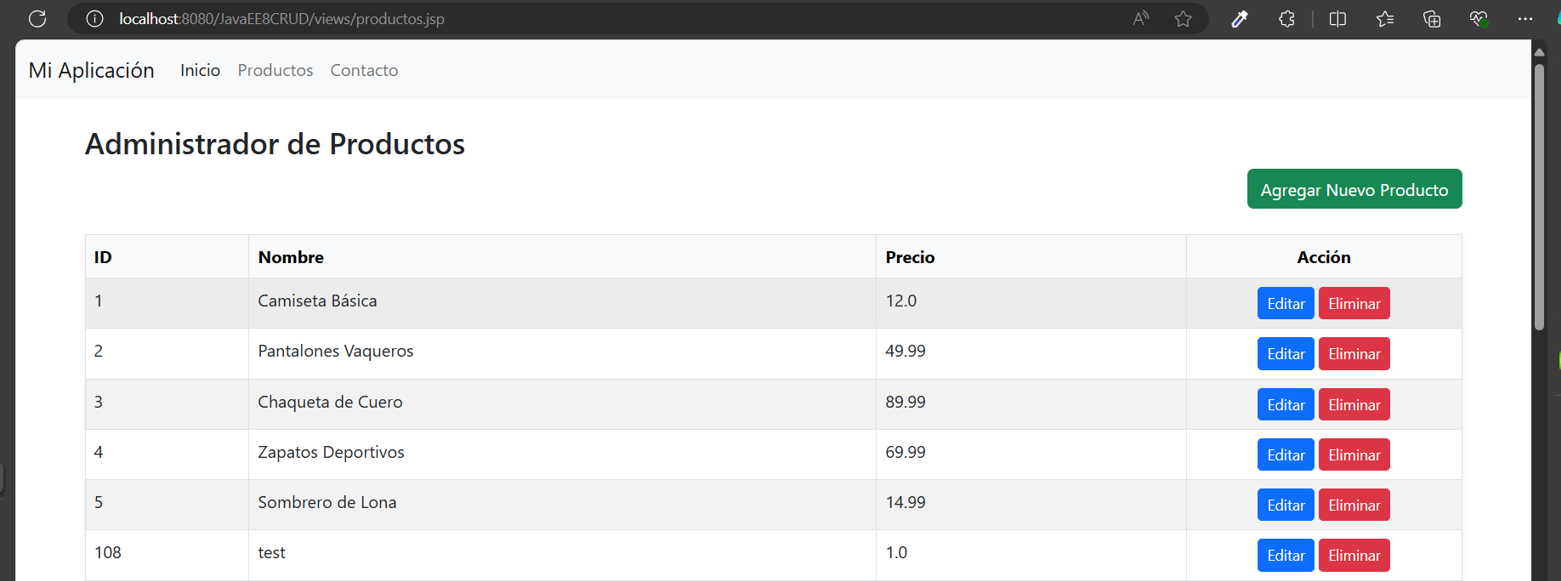 localhost:8080/JavaEE8CRUD/views/productos.jsp
Mi Aplicación Inicio Productos Contacto
Administrador de Productos
Agregar Nuevo Producto
ID Nombre Precio Acción
1 Camiseta Básica 12.0 Editar Eliminar
2 Pantalones Vaqueros 49.99 Editar Eliminar
3 Chaqueta de Cuero 89.99 Editar Eliminar
4 Zapatos Deportivos 69.99 Editar Eliminar
5 Sombrero de Lona 14.99 Editar Eliminar
108 test 1.0 Editar Eliminar